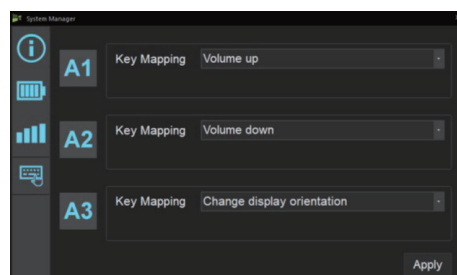 System Manager
A1
Key Mapping
Volume up
A2
Key Mapping
Volume down
A3
Key Mapping
Change display orientation
Apply